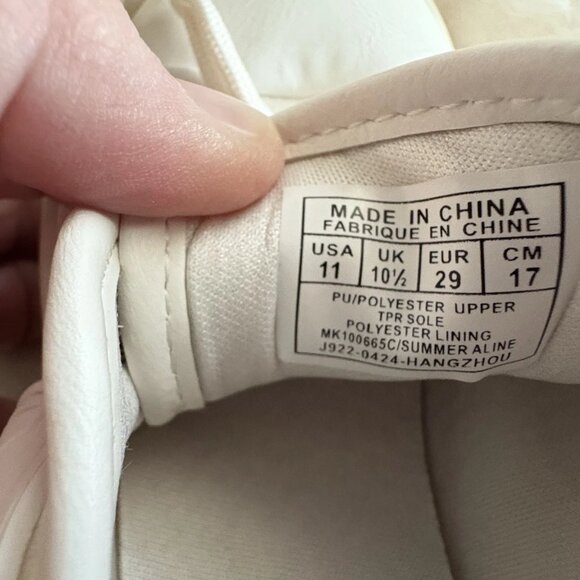 MADE IN CHINA
FABRIQUE EN CHINE
USA UK EUR CM
11 10½ 29 17
PU/POLYESTER UPPER
TPR SOLE
POLYESTER LINING
MK100665C/SUMMER ALINE
J922-0424-HANGZHOU